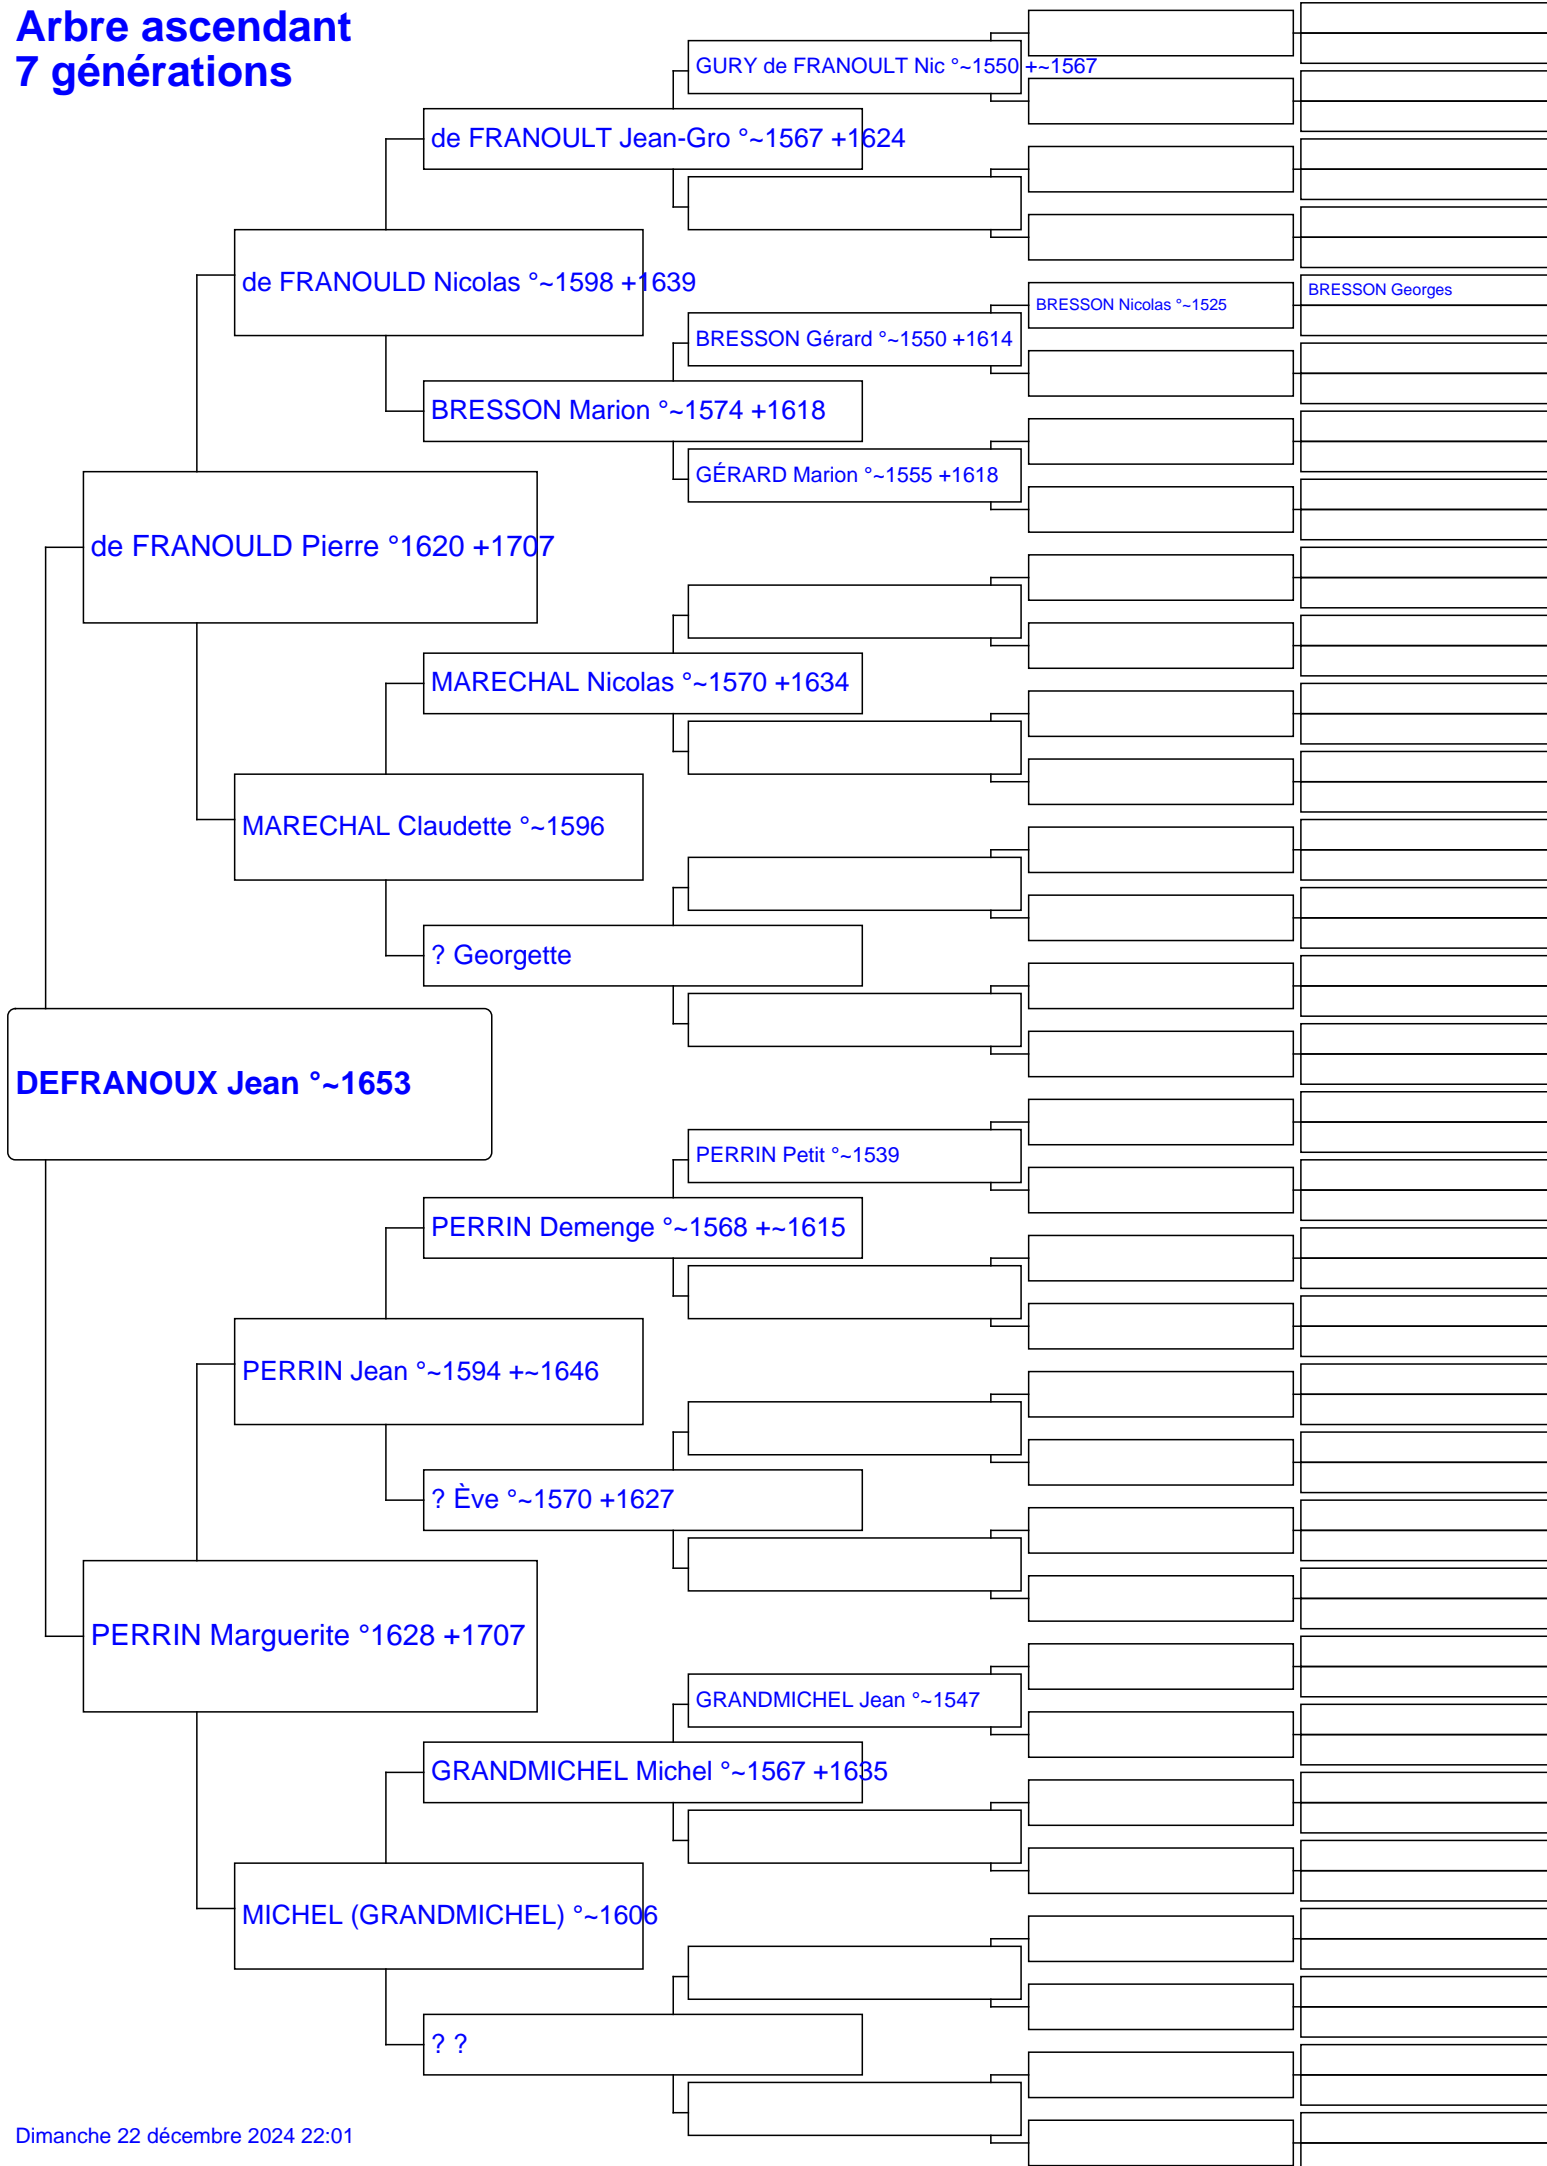 Arbre ascendant
7 générations
GURY de FRANOULT Nic °~1550 +~1567
de FRANOULT Jean-Gro °~1567 +1624
de FRANOULD Nicolas °~1598 +1639
BRESSON Georges
BRESSON Nicolas °~1525
BRESSON Gérard °~1550 +1614
BRESSON Marion °~1574 +1618
GÉRARD Marion °~1555 +1618
de FRANOULD Pierre °1620 +1707
MARECHAL Nicolas °~1570 +1634
MARECHAL Claudette °~1596
? Georgette
DEFRANOUX Jean °~1653
PERRIN Petit °~1539
PERRIN Demenge °~1568 +~1615
PERRIN Jean °~1594 +~1646
? Ève °~1570 +1627
PERRIN Marguerite °1628 +1707
GRANDMICHEL Jean °~1547
GRANDMICHEL Michel °~1567 +1635
MICHEL (GRANDMICHEL) °~1606
? ?
Dimanche 22 décembre 2024 22:01